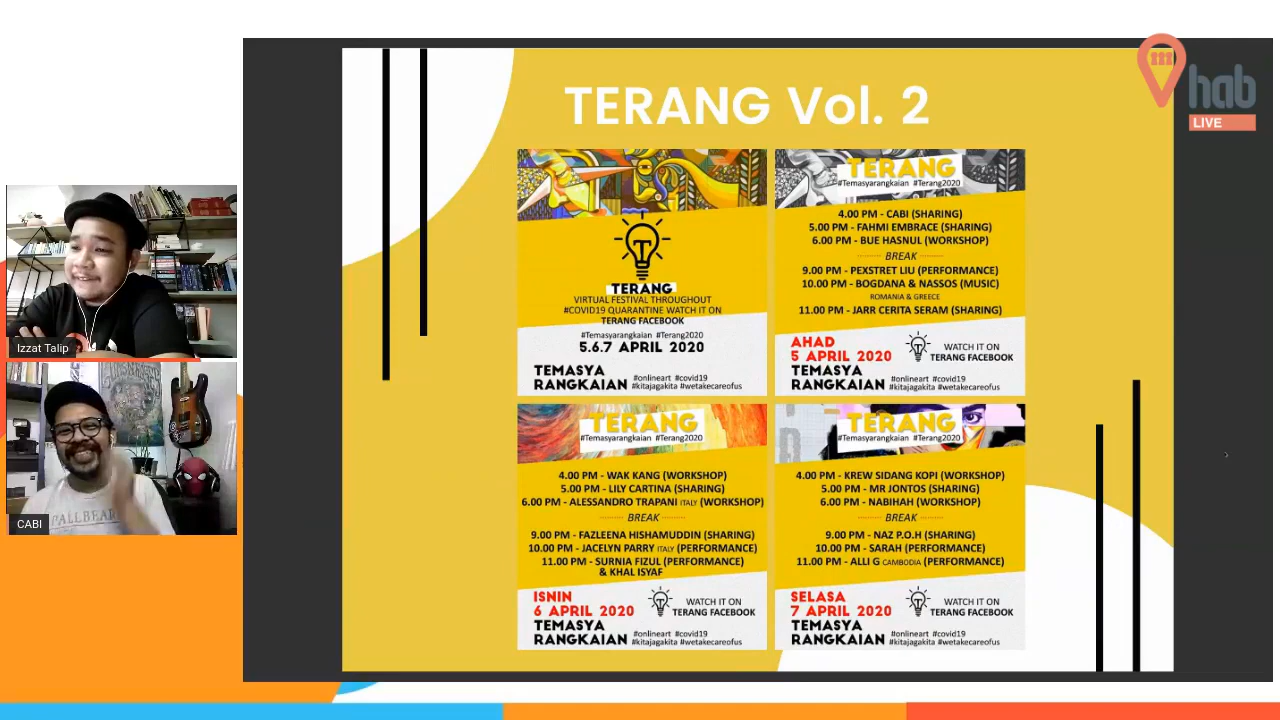 TERANG Vol. 2
hab
LIVE
Izzat Talip
CABI
TERANG
VIRTUAL FESTIVAL THROUGHOUT
#COVID19 QUARANTINE WATCH IT ON
TERANG FACEBOOK
#Temasyarangkaian #Terang2020
5.6.7 APRIL 2020
TEMASYA
RANGKAIAN #onlineart #covid19
#kitajagakita #wetakecareofus
TERANG
#Temasyarangkaian #Terang2020
4.00 PM - CABI (SHARING)
5.00 PM - FAHMI EMBRACE (SHARING)
6.00 PM - BUE HASNUL (WORKSHOP)
BREAK
9.00 PM - PEXSTRET LIU (PERFORMANCE)
10.00 PM - BOGDANA & NASSOS (MUSIC)
ROMANIA & GREECE
11.00 PM - JARR CERITA SERAM (SHARING)
AHAD
5 APRIL 2020
WATCH IT ON
TERANG FACEBOOK
TEMASYA
RANGKAIAN #onlineart #covid19
#kitajagakita #wetakecareofus
TERANG
#Temasyarangkaian #Terang2020
4.00 PM - WAK KANG (WORKSHOP)
5.00 PM - LILY CARTINA (SHARING)
6.00 PM - ALESSANDRO TRAPANI ITALY (WORKSHOP)
BREAK
9.00 PM - FAZLEENA HISHAMUDDIN (SHARING)
10.00 PM - JACELYN PARRY ITALY (PERFORMANCE)
11.00 PM - SURNIA FIZUL (PERFORMANCE)
& KHAL ISYAF
ISNIN
6 APRIL 2020
WATCH IT ON
TERANG FACEBOOK
TEMASYA
RANGKAIAN #onlineart #covid19
#kitajagakita #wetakecareofus
TERANG
#Temasyarangkaian #Terang2020
4.00 PM - KREW SIDANG KOPI (WORKSHOP)
5.00 PM - MR JONTOS (SHARING)
6.00 PM - NABIHAH (WORKSHOP)
BREAK
9.00 PM - NAZ P.O.H (SHARING)
10.00 PM - SARAH (PERFORMANCE)
11.00 PM - ALLI G CAMBODIA (PERFORMANCE)
SELASA
7 APRIL 2020
WATCH IT ON
TERANG FACEBOOK
TEMASYA
RANGKAIAN #onlineart #covid19
#kitajagakita #wetakecareofus